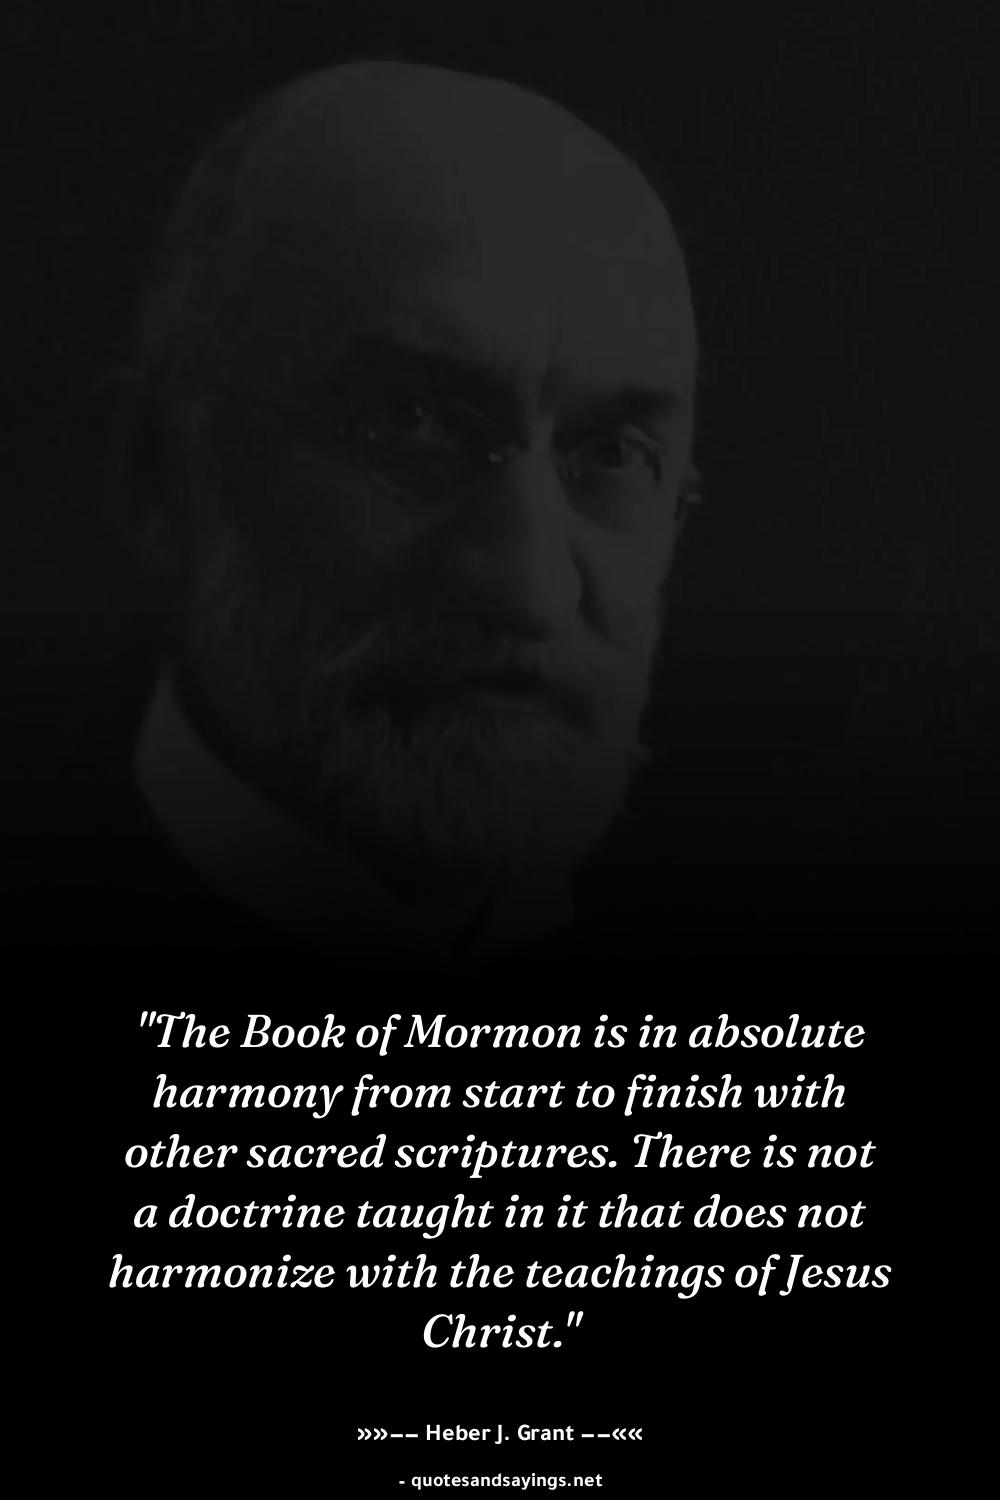 "The Book of Mormon is in absolute
harmony from start to finish with
other sacred scriptures. There is not
a doctrine taught in it that does not
harmonize with the teachings of Jesus
Christ."
»»-- Heber J. Grant --««
- quotesandsayings.net